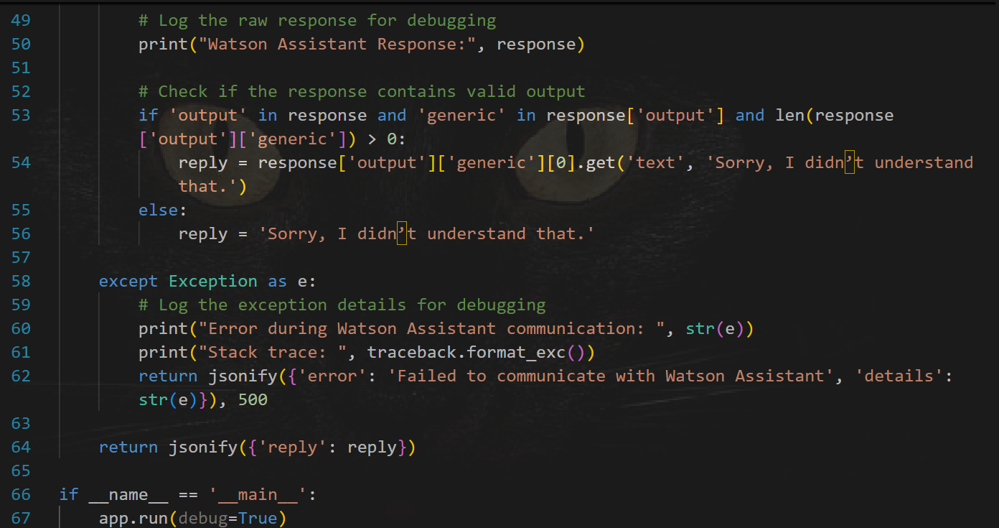 49 # Log the raw response for debugging
50 print("Watson Assistant Response:", response)
51
52 # Check if the response contains valid output
53 if 'output' in response and 'generic' in response['output'] and len(response
['output']['generic']) > 0:
54 reply = response['output']['generic'][0].get('text', 'Sorry, I didn’t understand
that.')
55 else:
56 reply = 'Sorry, I didn’t understand that.'
57
58 except Exception as e:
59 # Log the exception details for debugging
60 print("Error during Watson Assistant communication: ", str(e))
61 print("Stack trace: ", traceback.format_exc())
62 return jsonify({'error': 'Failed to communicate with Watson Assistant', 'details':
str(e)}), 500
63
64 return jsonify({'reply': reply})
65
66 if __name__ == '__main__':
67 app.run(debug=True)